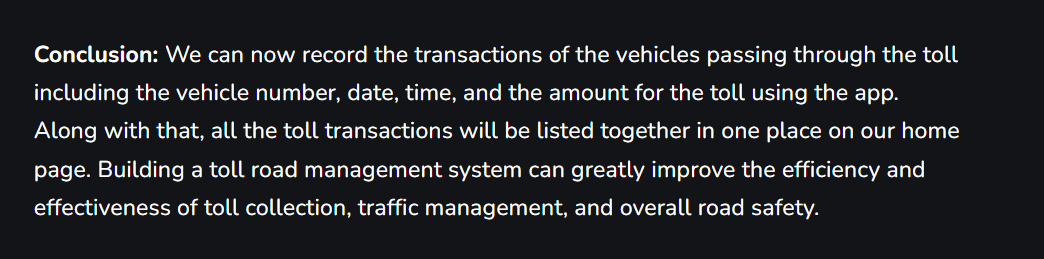 Conclusion: We can now record the transactions of the vehicles passing through the toll
including the vehicle number, date, time, and the amount for the toll using the app.
Along with that, all the toll transactions will be listed together in one place on our home
page. Building a toll road management system can greatly improve the efficiency and
effectiveness of toll collection, traffic management, and overall road safety.